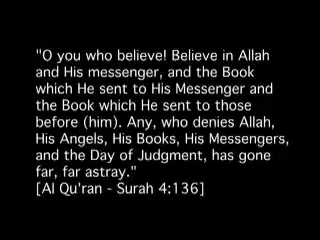 "O you who believe! Believe in Allah
and His messenger, and the Book
which He sent to His Messenger and
the Book which He sent to those
before (him). Any, who denies Allah,
His Angels, His Books, His Messengers,
and the Day of Judgment, has gone
far, far astray."
[Al Qu'ran - Surah 4:136]